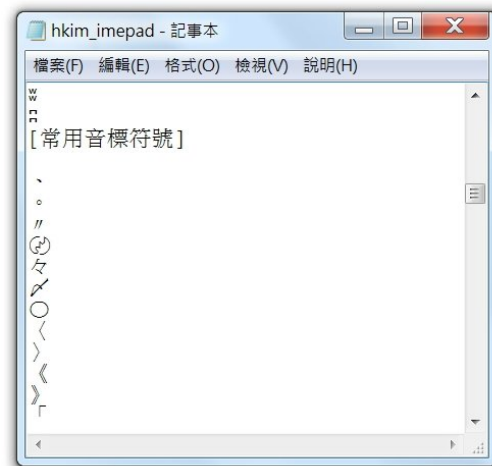 hkim_imepad - 記事本
檔案(F) 編輯(E) 格式(O) 檢視(V) 說明(H)
ʬ
ʭ
[常用音標符號]
、
。
〃
〄
々
〆
〇
〈
〉
《
》
「